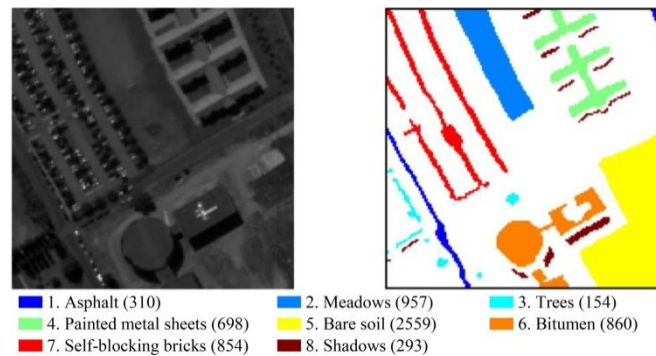 1. Asphalt (310) 2. Meadows (957) 3. Trees (154)
4. Painted metal sheets (698) 5. Bare soil (2559) 6. Bitumen (860)
7. Self-blocking bricks (854) 8. Shadows (293)